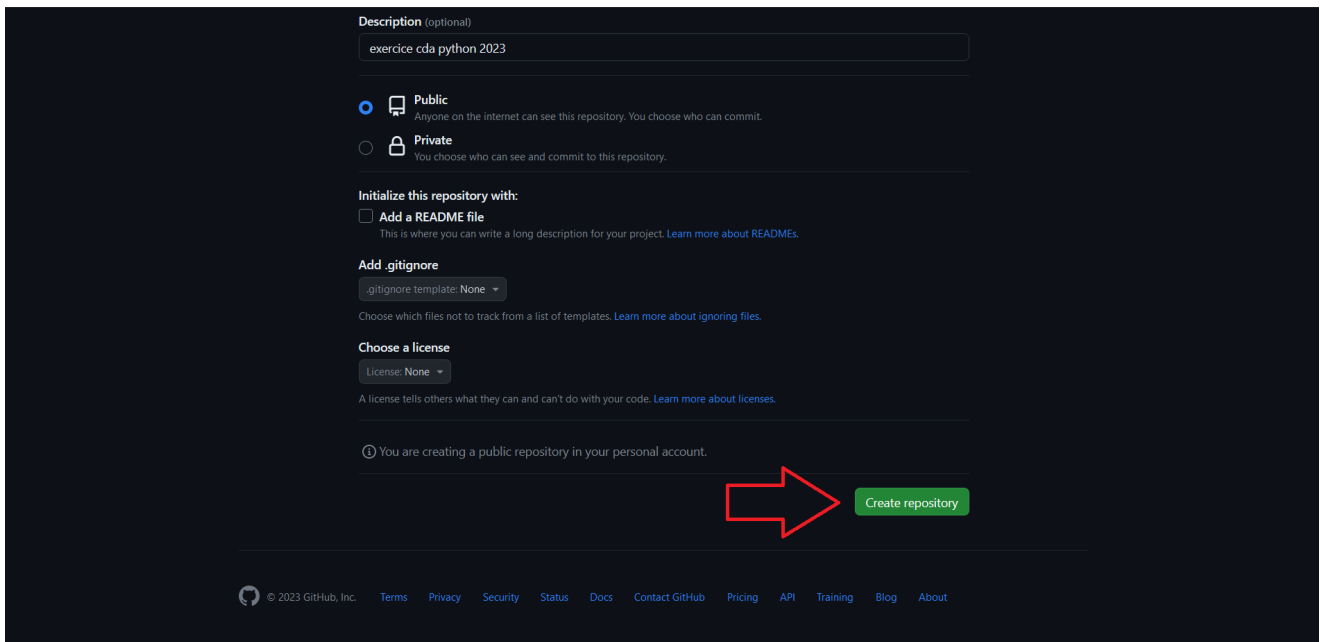 Description (optional)
exercice cda python 2023
Public
Anyone on the internet can see this repository. You choose who can commit.
Private
You choose who can see and commit to this repository.
Initialize this repository with:
Add a README file
This is where you can write a long description for your project. Learn more about READMEs.
Add .gitignore
.gitignore template: None
Choose which files not to track from a list of templates. Learn more about ignoring files.
Choose a license
License: None
A license tells others what they can and can't do with your code. Learn more about licenses.
You are creating a public repository in your personal account.
Create repository
© 2023 GitHub, Inc. Terms Privacy Security Status Docs Contact GitHub Pricing API Training Blog About